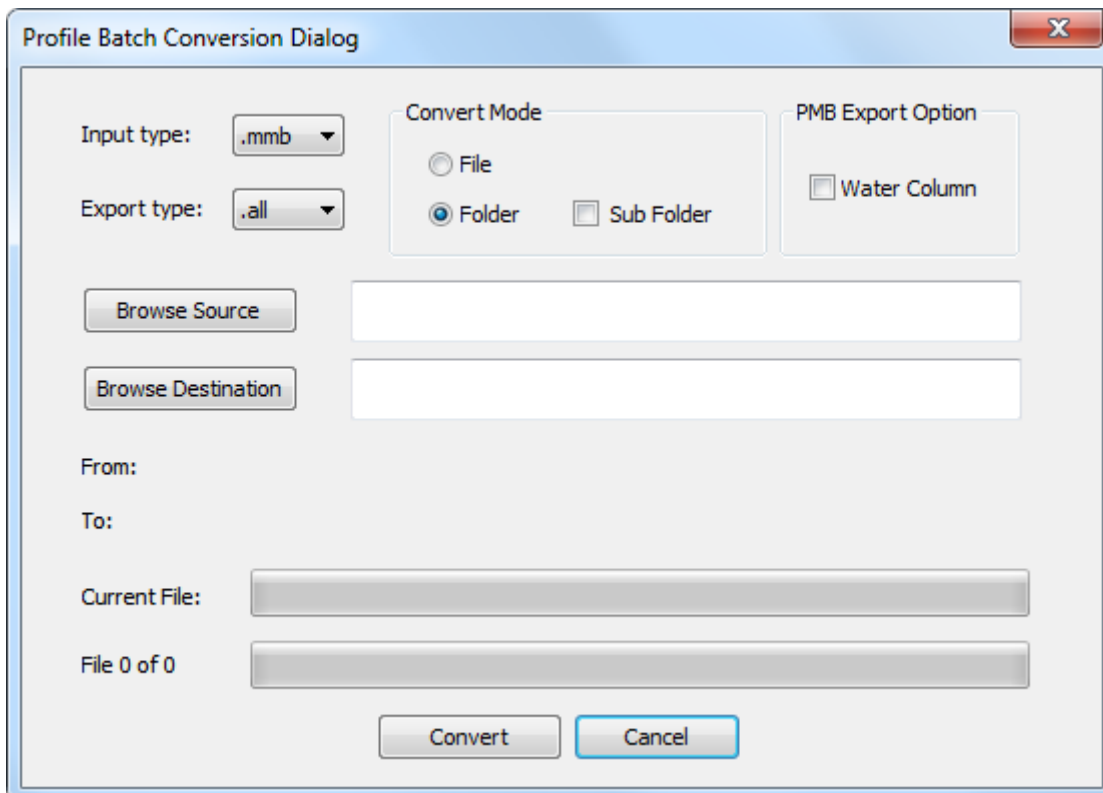 Profile Batch Conversion Dialog
Input type: .mmb
Export type: .all
Convert Mode
File
Folder Sub Folder
PMB Export Option
Water Column
Browse Source
Browse Destination
From:
To:
Current File:
File 0 of 0
Convert Cancel